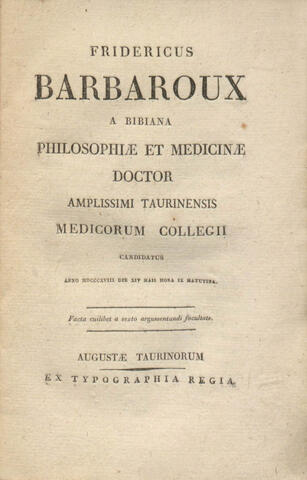 FRIDERICUS
BARBAROUX
A BIBIANA
PHILOSOPHIÆ ET MEDICINÆ
DOCTOR
AMPLISSIMI TAURINENSIS
MEDICORUM COLLEGII
CANDIDATUS
ANNO MDCCCXVIII DIE XIV MAII HORA IX MATUTINA.
Facta cuilibet a sexto argumentandi facultate.
AUGUSTÆ TAURINORUM
EX TYPOGRAPHIA REGIA